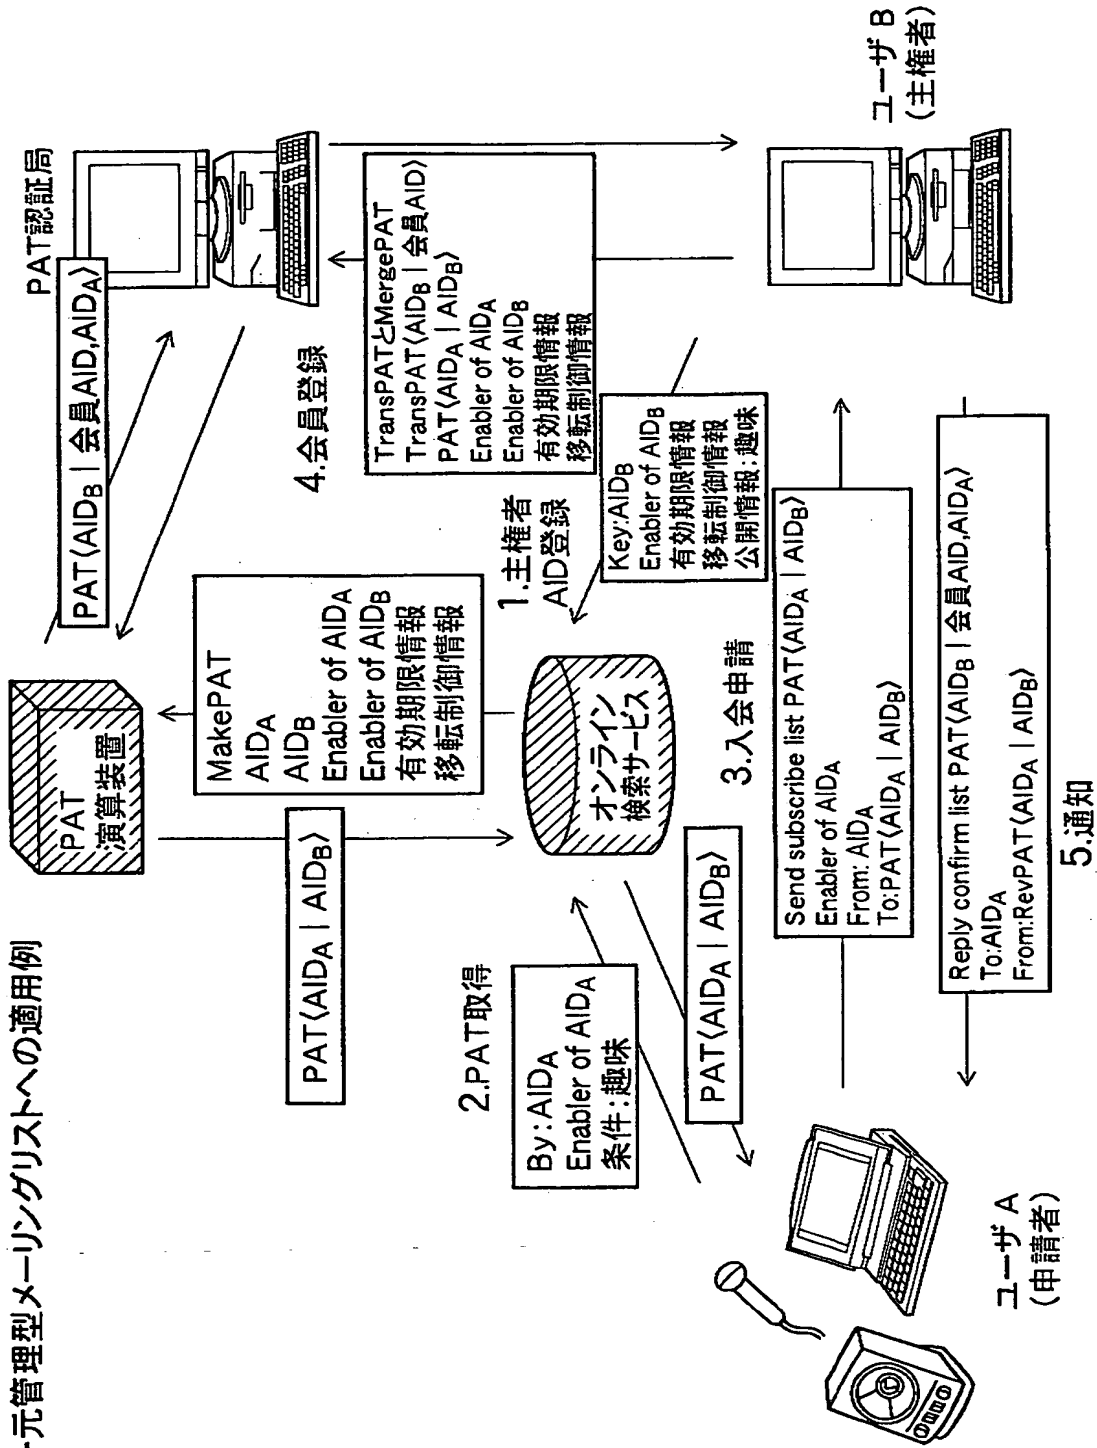 元管理型メーリングリストへの適用例
PAT
演算装置
PAT⟨AIDB | 会員AID,AIDA⟩
PAT認証局
MakePAT
AIDA
AIDB
Enabler of AIDA
Enabler of AIDB
有効期限情報
移転制御情報
PAT⟨AIDA | AIDB⟩
4.会員登録
TransPATとMergePAT
TransPAT⟨AIDB | 会員AID⟩
PAT⟨AIDA | AIDB⟩
Enabler of AIDA
Enabler of AIDB
有効期限情報
移転制御情報
1.主権者
AID登録
Key:AIDB
Enabler of AIDB
有効期限情報
移転制御情報
公開情報:趣味
オンライン
検索サービス
2.PAT取得
By:AIDA
Enabler of AIDA
条件:趣味
PAT⟨AIDA | AIDB⟩
3.入会申請
Send subscribe list PAT⟨AIDA | AIDB⟩
Enabler of AIDA
From: AIDA
To:PAT⟨AIDA | AIDB⟩
Reply confirm list PAT⟨AIDB | 会員AID,AIDA⟩
To:AIDA
From:RevPAT⟨AIDA | AIDB⟩
5.通知
ユーザ A
(申請者)
ユーザ B
(主権者)